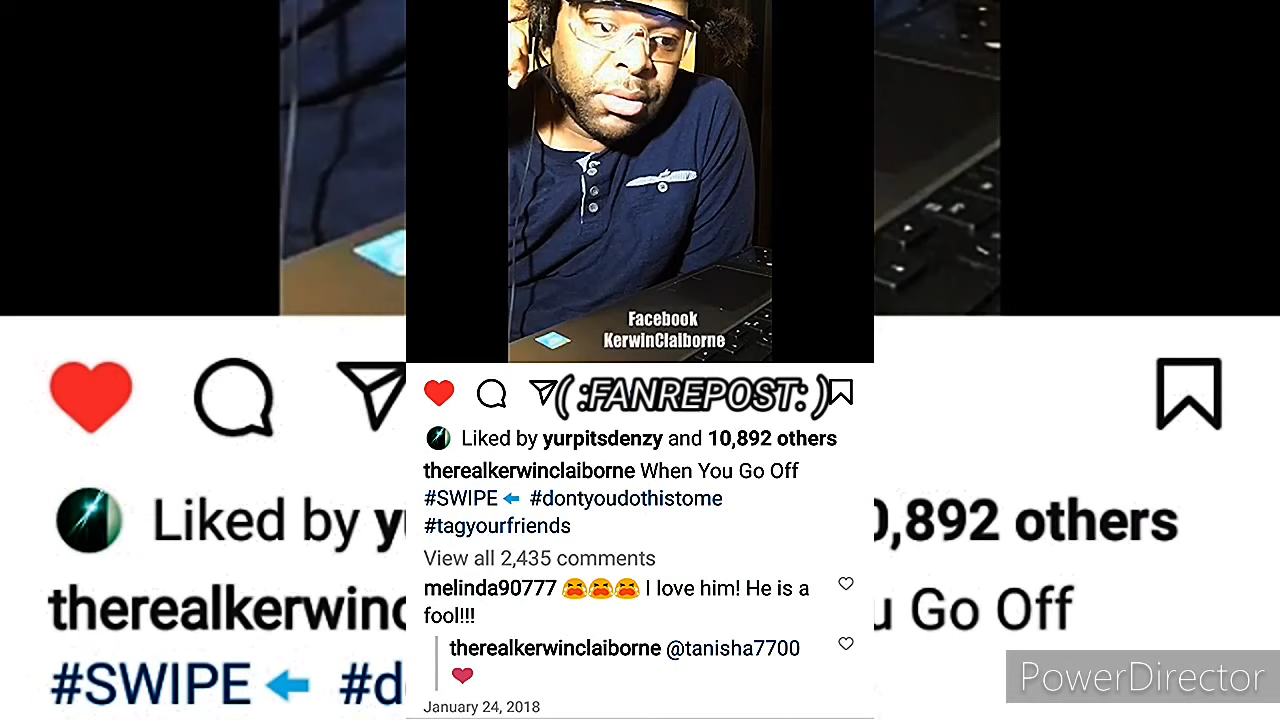 Facebook
KerwinClaiborne
( :FANREPOST: )
Liked by yurpitsdenzy and 10,892 others
therealkerwinclaiborne When You Go Off
#SWIPE⬅ #dontyoudothistome
#tagyourfriends
View all 2,435 comments
melinda90777 😫😫😫 I love him! He is a
fool!!!
therealkerwinclaiborne @tanisha7700
❤
January 24, 2018
Liked by yu
0,892 others
therealkerwinc
u Go Off
#SWIPE⬅ #d
PowerDirector